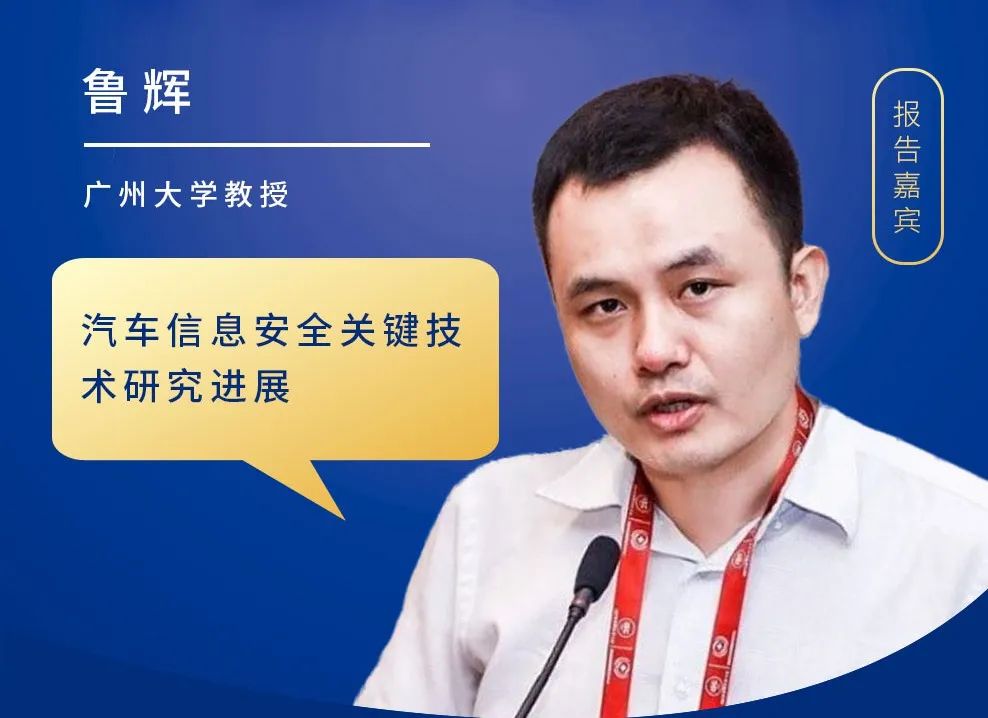 鲁辉
广州大学教授
汽车信息安全关键技
术研究进展
报告嘉宾